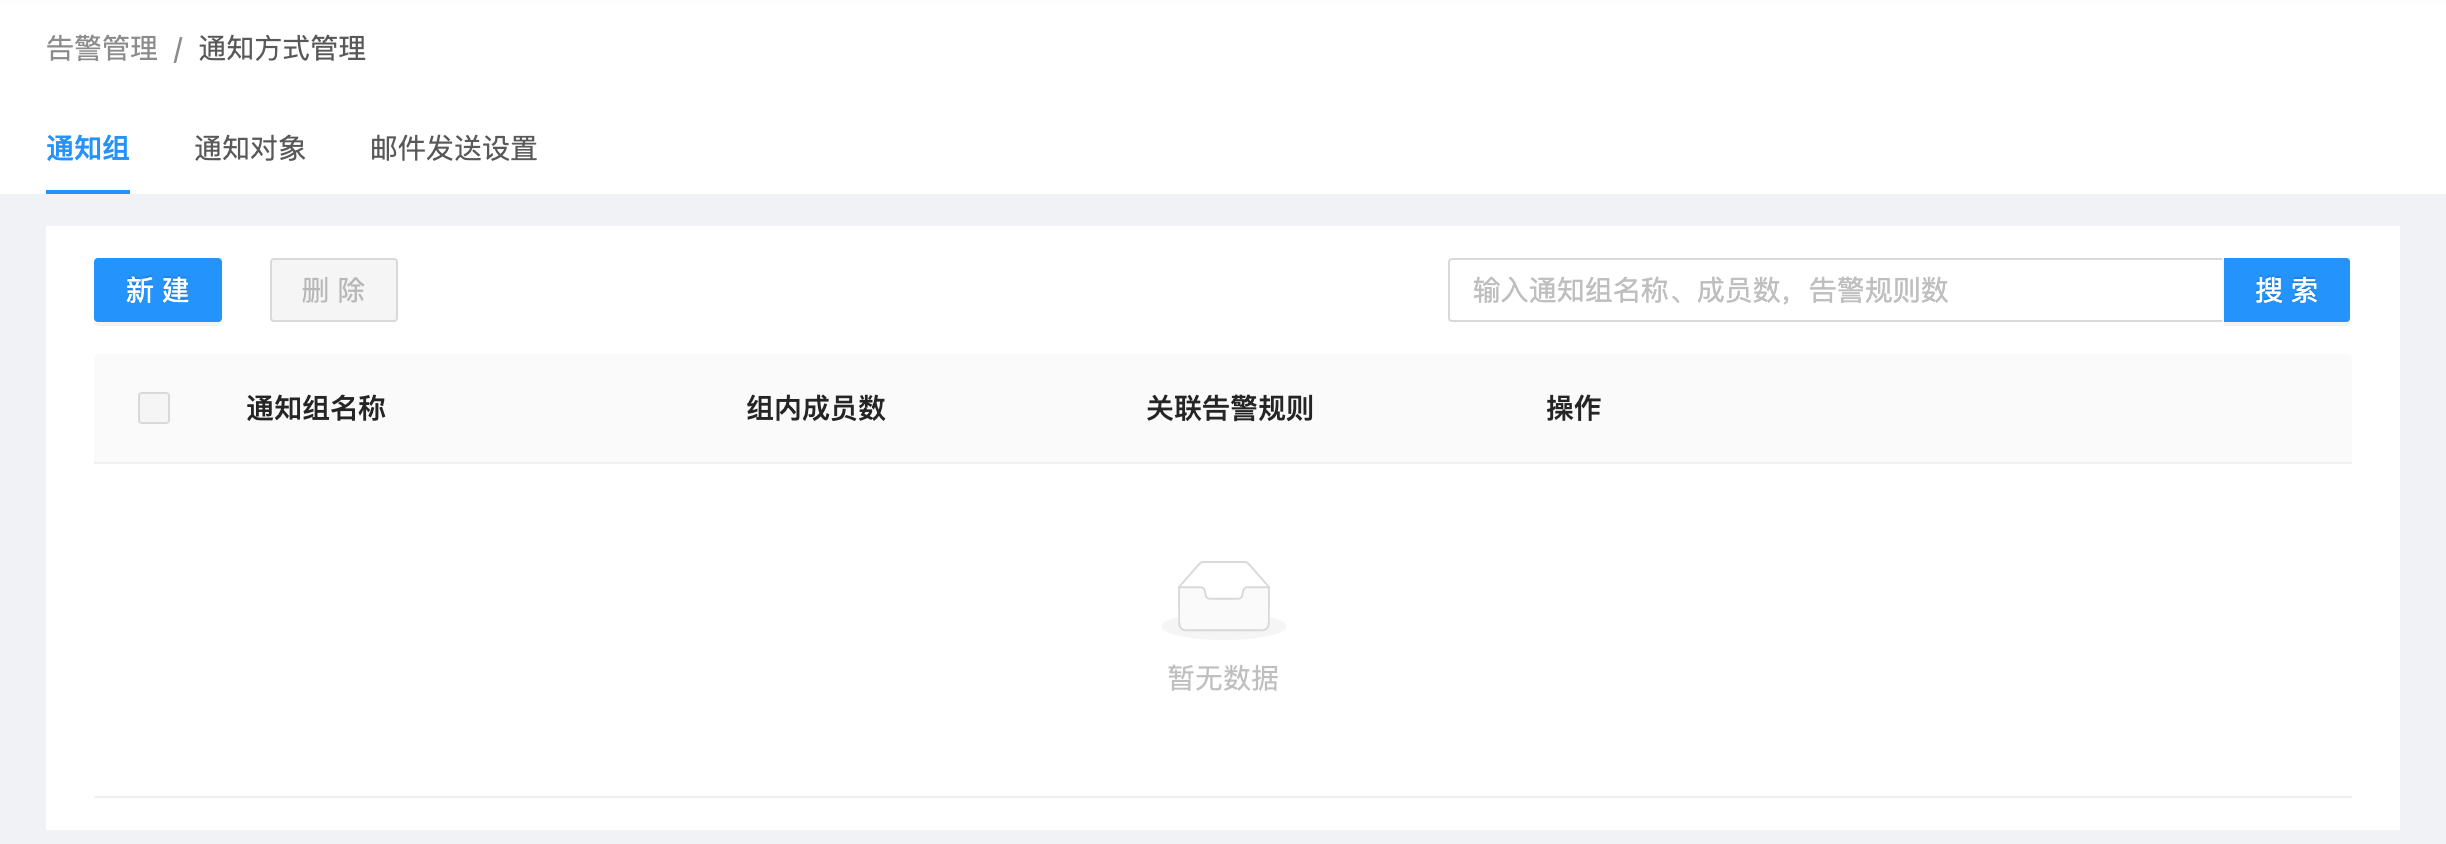 告警管理 / 通知方式管理
通知组 通知对象 邮件发送设置
新 建 删 除 输入通知组名称、成员数，告警规则数 搜 索
通知组名称 组内成员数 关联告警规则 操作
暂无数据